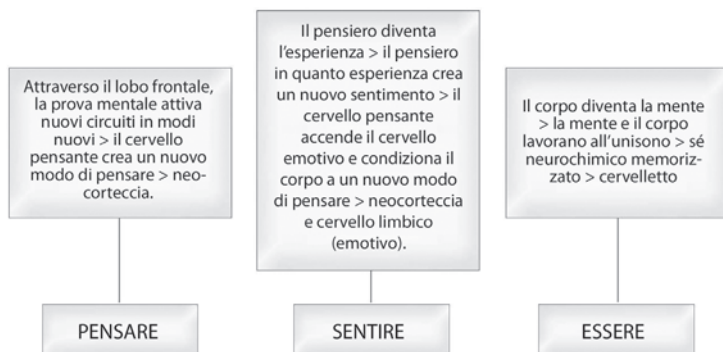 Attraverso il lobo frontale,
la prova mentale attiva
nuovi circuiti in modi
nuovi > il cervello
pensante crea un nuovo
modo di pensare > neo-
corteccia.
PENSARE
Il pensiero diventa
l'esperienza > il pensiero
in quanto esperienza crea
un nuovo sentimento > il
cervello pensante
accende il cervello
emotivo e condiziona il
corpo a un nuovo modo
di pensare > neocorteccia
e cervello limbico
(emotivo).
SENTIRE
Il corpo diventa la mente
> la mente e il corpo
lavorano all'unisono > sé
neurochimico memoriz-
zato > cervelletto
ESSERE